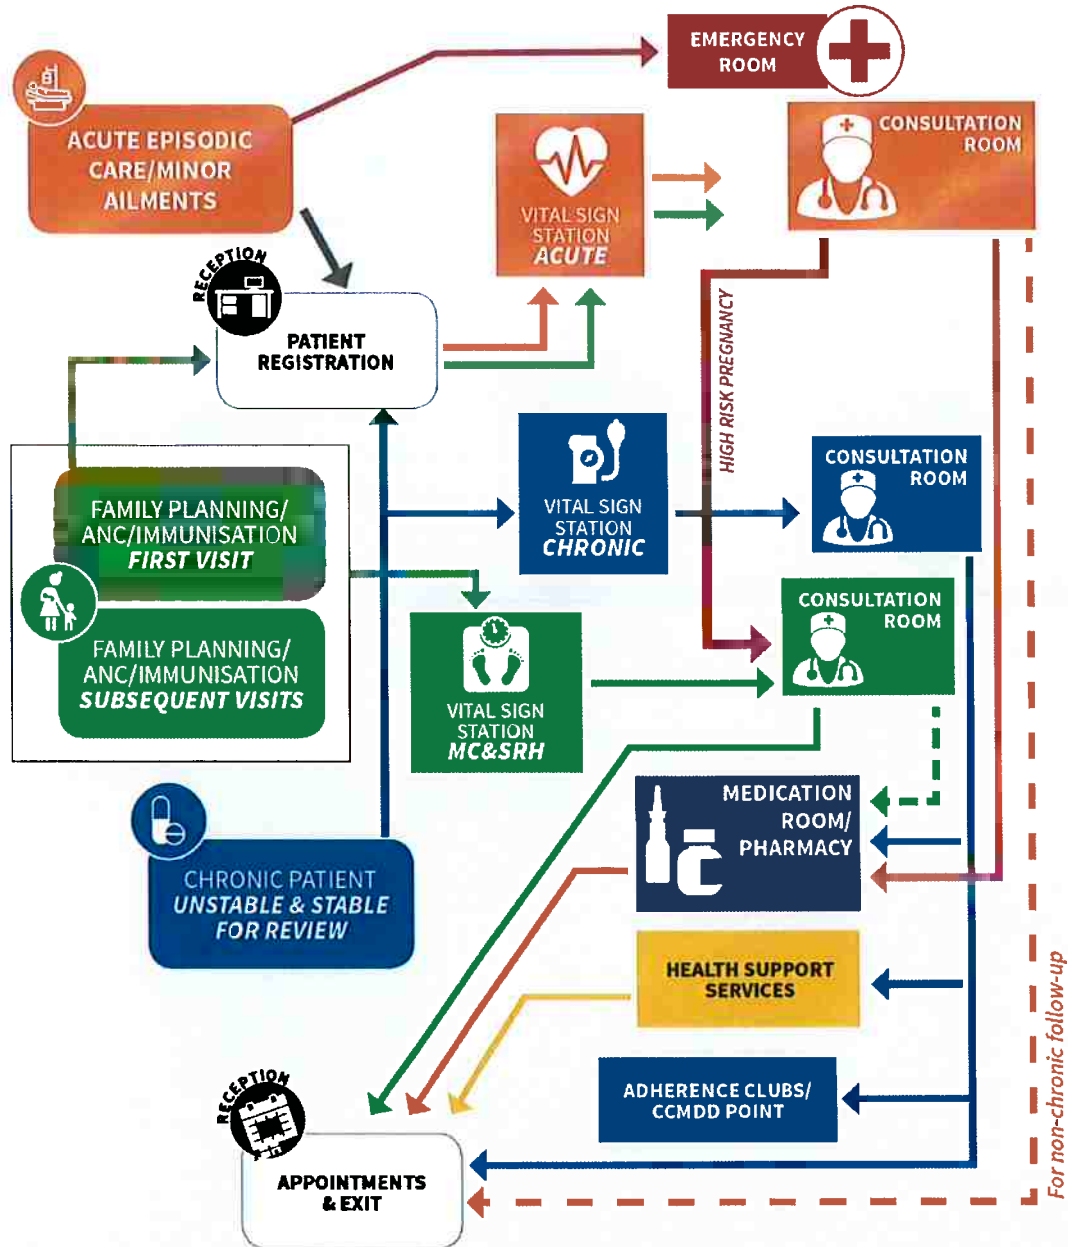 EMERGENCY
ROOM
ACUTE EPISODIC
CARE/MINOR
AILMENTS
CONSULTATION
ROOM
VITAL SIGN
STATION
ACUTE
RECEPTION
PATIENT
REGISTRATION
HIGH RISK PREGNANCY
FAMILY PLANNING/
ANC/IMMUNISATION
FIRST VISIT
VITAL SIGN
STATION
CHRONIC
CONSULTATION
ROOM
FAMILY PLANNING/
ANC/IMMUNISATION
SUBSEQUENT VISITS
VITAL SIGN
STATION
MC&SRH
CONSULTATION
ROOM
CHRONIC PATIENT
UNSTABLE & STABLE
FOR REVIEW
MEDICATION
ROOM/
PHARMACY
HEALTH SUPPORT
SERVICES
ADHERENCE CLUBS/
CCMDD POINT
For non-chronic follow-up
RECEPTION
APPOINTMENTS
& EXIT